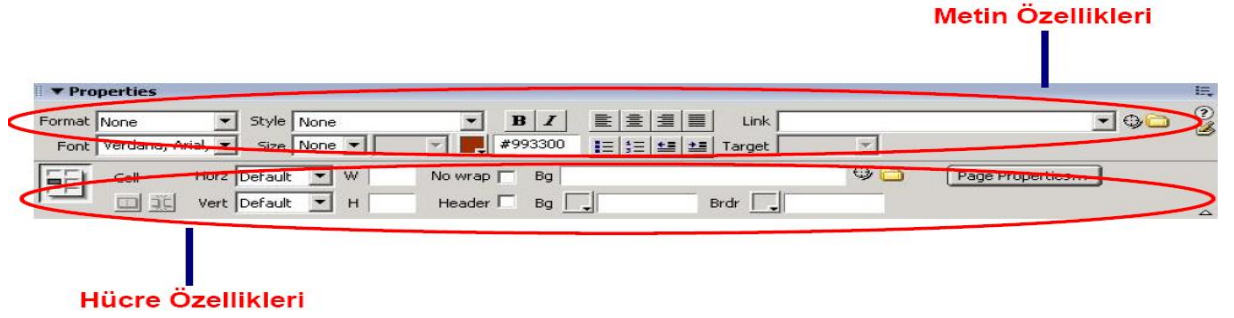 Metin Özellikleri
Properties
Format None Style None B I Link
Font Verdana, Arial, Size None #993300 Target
Cell Horz Default W No wrap Bg Page Properties...
Vert Default H Header Bg Brdr
Hücre Özellikleri